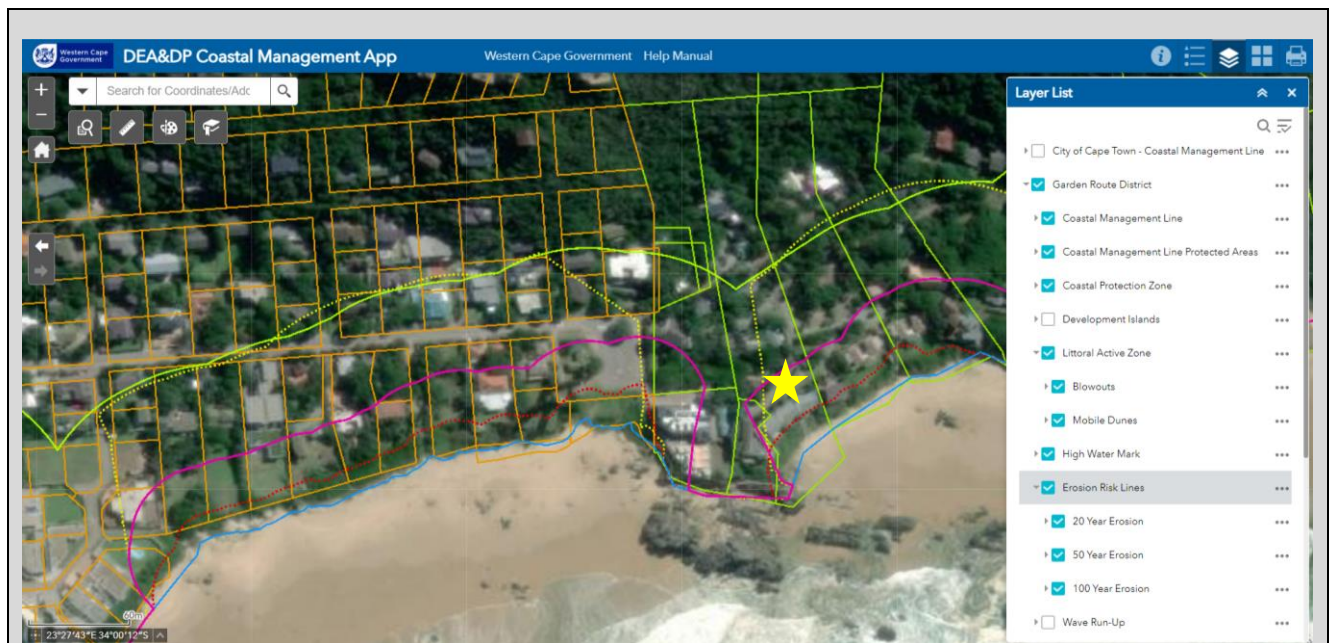 Western Cape
Government
DEA&DP Coastal Management App
Western Cape Government Help Manual
Search for Coordinates/Adc
Layer List
City of Cape Town - Coastal Management Line
Garden Route District
Coastal Management Line
Coastal Management Line Protected Areas
Coastal Protection Zone
Development Islands
Littoral Active Zone
Blowouts
Mobile Dunes
High Water Mark
Erosion Risk Lines
20 Year Erosion
50 Year Erosion
100 Year Erosion
Wave Run-Up
60m
23°27'43"E 34°00'12"S